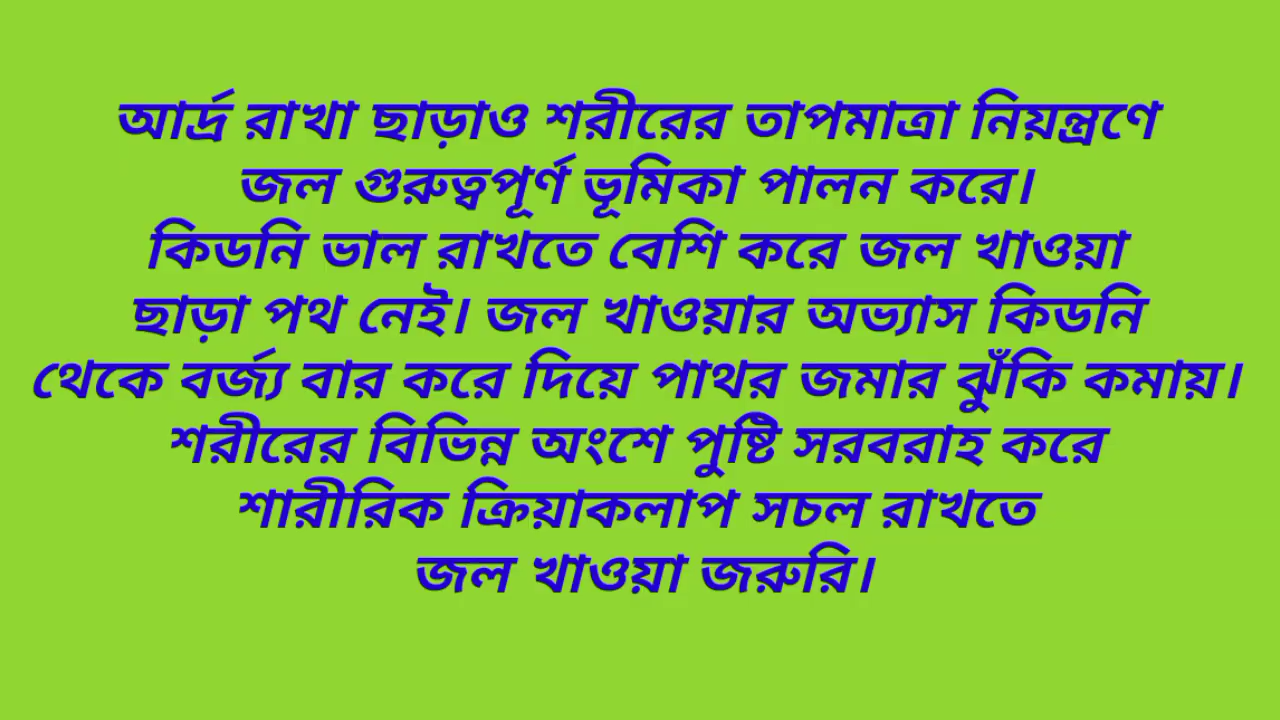 আর্দ্র রাখা ছাড়াও শরীরের তাপমাত্রা নিয়ন্ত্রণে
জল গুরুত্বপূর্ণ ভূমিকা পালন করে।
কিডনি ভাল রাখতে বেশি করে জল খাওয়া
ছাড়া পথ নেই। জল খাওয়ার অভ্যাস কিডনি
থেকে বর্জ্য বার করে দিয়ে পাথর জমার ঝুঁকি কমায়।
শরীরের বিভিন্ন অংশে পুষ্টি সরবরাহ করে
শারীরিক ক্রিয়াকলাপ সচল রাখতে
জল খাওয়া জরুরি।